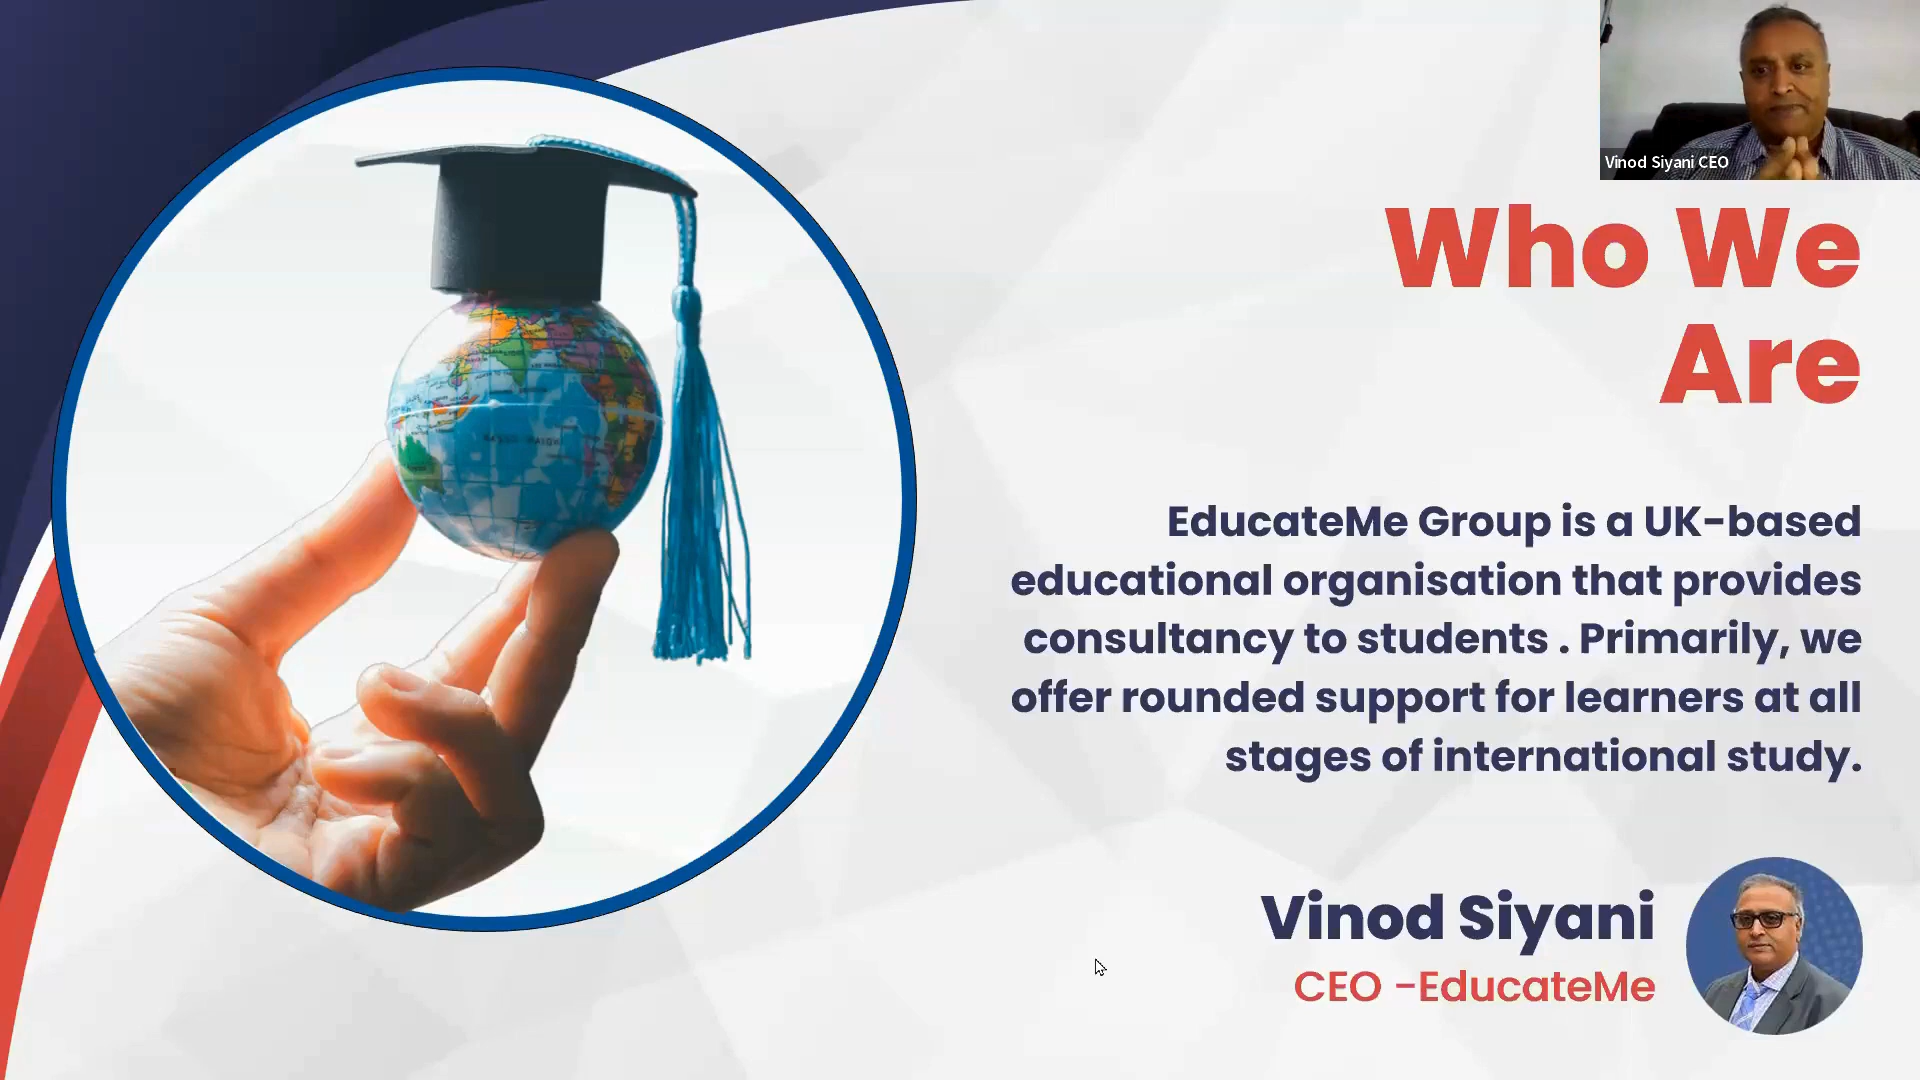 Vinod Siyani CEO
Who We
Are
EducateMe Group is a UK-based
educational organisation that provides
consultancy to students . Primarily, we
offer rounded support for learners at all
stages of international study.
Vinod Siyani
CEO -EducateMe